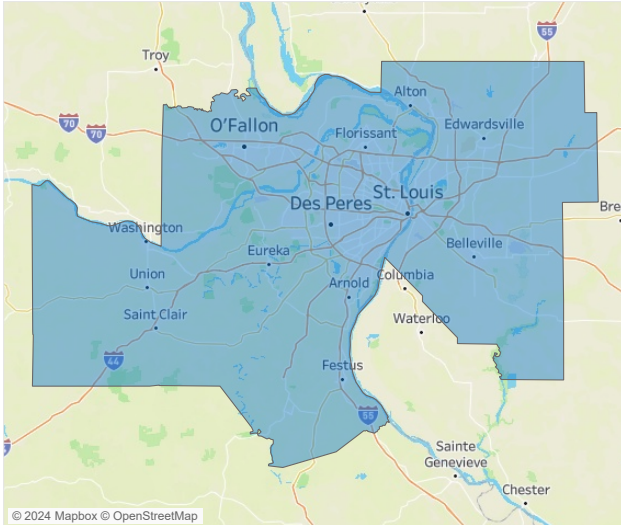 55
Troy
Alton
70
70
O'Fallon
Florissant
Edwardsville
St. Louis
Des Peres
Bre
Washington
Eureka
Belleville
Union
Arnold
Columbia
Saint Clair
Waterloo
44
Festus
55
Sainte
Genevieve
Chester
© 2024 Mapbox © OpenStreetMap